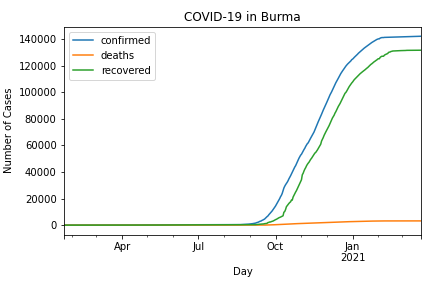 COVID-19 in Burma
confirmed
deaths
recovered
Number of Cases
140000
120000
100000
80000
60000
40000
20000
0
Apr
Jul
Oct
Jan
2021
Day